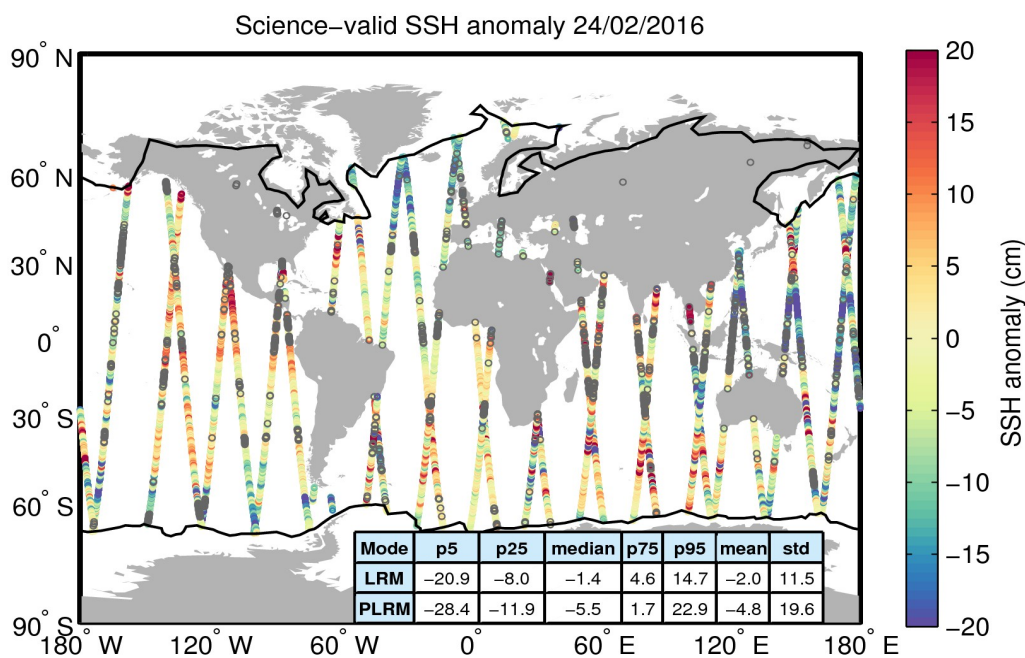 Science−valid SSH anomaly 24/02/2016
90° N
60° N
30° N
0°
30° S
60° S
90° S
180° W
120° W
60° W
0°
60° E
120° E
180° E
Mode p5 p25 median p75 p95 mean std
LRM −20.9 −8.0 −1.4 4.6 14.7 −2.0 11.5
PLRM −28.4 −11.9 −5.5 1.7 22.9 −4.8 19.6
20
15
10
5
0
−5
−10
−15
−20
SSH anomaly (cm)